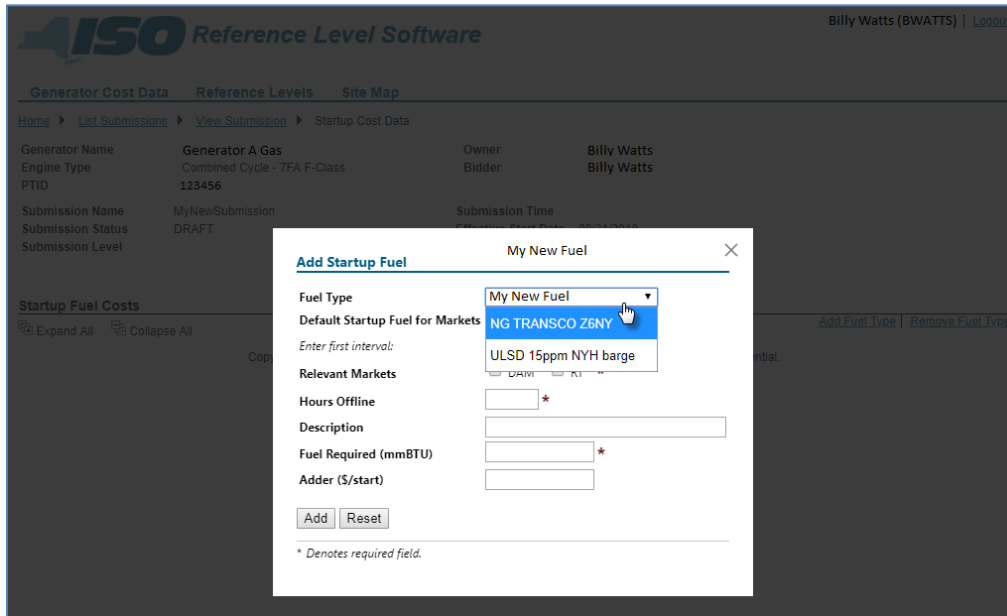 Billy Watts (BWATTS) | Logou
ISO Reference Level Software
Generator Cost Data Reference Levels Site Map
Home List Submissions View Submission Startup Cost Data
Generator Name Generator A Gas Owner Billy Watts
Engine Type Combined Cycle - 7FA F-Class Bidder Billy Watts
PTID 123456
Submission Name MyNewSubmission Submission Time
Submission Status DRAFT Effective Start Date
Submission Level
My New Fuel
Add Startup Fuel
Fuel Type My New Fuel
Startup Fuel Costs
Default Startup Fuel for Markets NG TRANSCO Z6NY
Expand All Collapse All Add Fuel Type | Remove Fuel Type
Enter first interval:
ULSD 15ppm NYH barge
Cop ential.
Relevant Markets DAM RT *
Hours Offline *
Description
Fuel Required (mmBTU) *
Adder ($/start)
Add Reset
* Denotes required field.